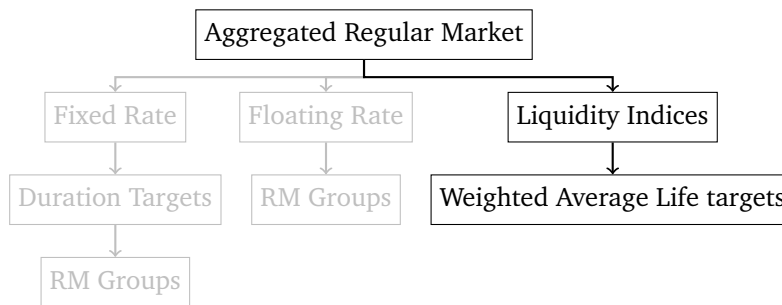 Aggregated Regular Market
Fixed Rate
Floating Rate
Liquidity Indices
Duration Targets
RM Groups
Weighted Average Life targets
RM Groups